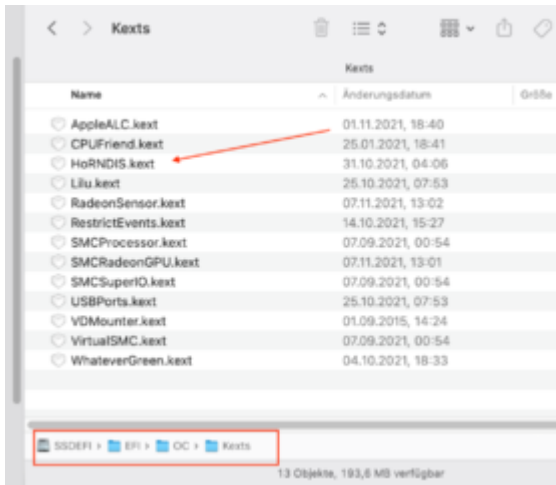 Kexts
Kexts
Name Änderungsdatum Größe
AppleALC.kext 01.11.2021, 18:40
CPUFriend.kext 25.01.2021, 18:41
HoRNDIS.kext 31.10.2021, 04:06
Lilu.kext 25.10.2021, 07:53
RadeonSensor.kext 07.11.2021, 13:02
RestrictEvents.kext 14.10.2021, 15:27
SMCProcessor.kext 07.09.2021, 00:54
SMCRadeonGPU.kext 07.11.2021, 13:01
SMCSuperIO.kext 07.09.2021, 00:54
USBPorts.kext 25.10.2021, 07:53
VDMounter.kext 01.09.2015, 14:24
VirtualSMC.kext 07.09.2021, 00:54
WhateverGreen.kext 04.10.2021, 18:33
SSDEFI › EFI › OC › Kexts
13 Objekte, 193,6 MB verfügbar